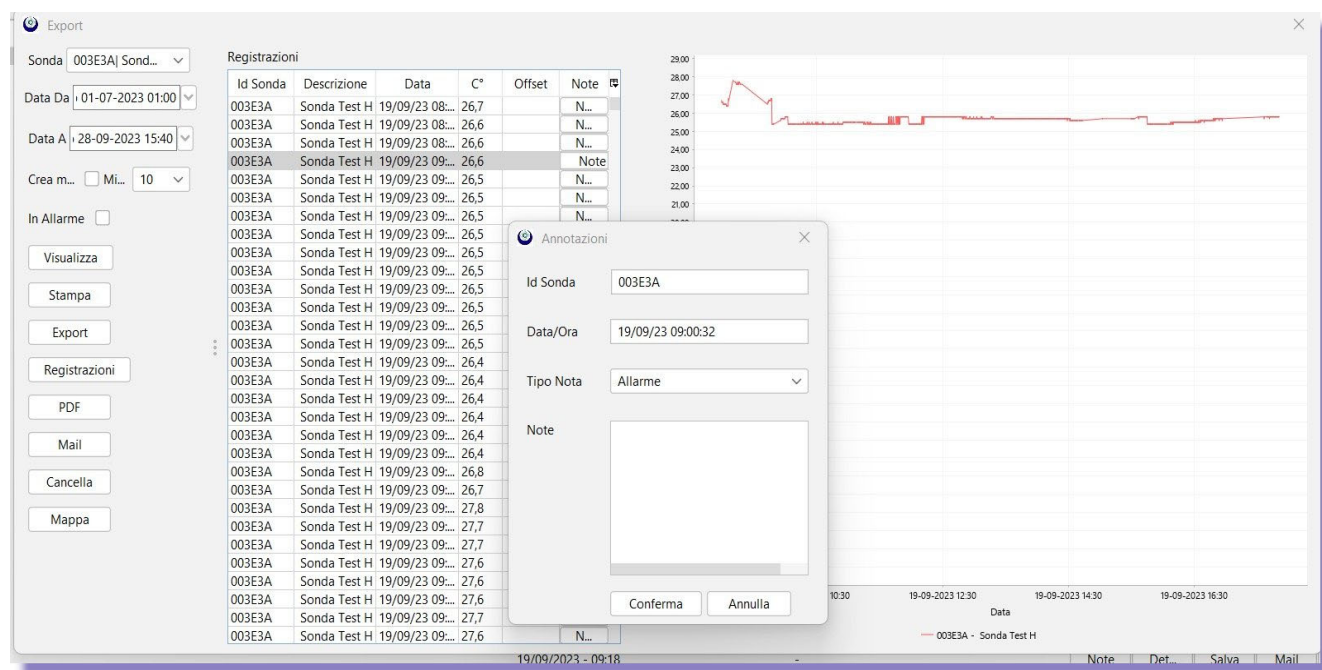 Export
Sonda 003E3A| Sond...
Data Da 01-07-2023 01:00
Data A 28-09-2023 15:40
Crea m... Mi... 10
In Allarme
Visualizza
Stampa
Export
Registrazioni
PDF
Mail
Cancella
Mappa
Registrazioni
Id Sonda Descrizione Data C° Offset Note
003E3A Sonda Test H 19/09/23 08:... 26,7 N...
003E3A Sonda Test H 19/09/23 08:... 26,6 N...
003E3A Sonda Test H 19/09/23 08:... 26,6 N...
003E3A Sonda Test H 19/09/23 09:... 26,6 Note
003E3A Sonda Test H 19/09/23 09:... 26,5 N...
003E3A Sonda Test H 19/09/23 09:... 26,5 N...
003E3A Sonda Test H 19/09/23 09:... 26,5 N...
003E3A Sonda Test H 19/09/23 09:... 26,5
003E3A Sonda Test H 19/09/23 09:... 26,5
003E3A Sonda Test H 19/09/23 09:... 26,5
003E3A Sonda Test H 19/09/23 09:... 26,5
003E3A Sonda Test H 19/09/23 09:... 26,5
003E3A Sonda Test H 19/09/23 09:... 26,5
003E3A Sonda Test H 19/09/23 09:... 26,5
003E3A Sonda Test H 19/09/23 09:... 26,4
003E3A Sonda Test H 19/09/23 09:... 26,4
003E3A Sonda Test H 19/09/23 09:... 26,4
003E3A Sonda Test H 19/09/23 09:... 26,4
003E3A Sonda Test H 19/09/23 09:... 26,4
003E3A Sonda Test H 19/09/23 09:... 26,4
003E3A Sonda Test H 19/09/23 09:... 26,8
003E3A Sonda Test H 19/09/23 09:... 26,7
003E3A Sonda Test H 19/09/23 09:... 27,8
003E3A Sonda Test H 19/09/23 09:... 27,7
003E3A Sonda Test H 19/09/23 09:... 27,7
003E3A Sonda Test H 19/09/23 09:... 27,6
003E3A Sonda Test H 19/09/23 09:... 27,6
003E3A Sonda Test H 19/09/23 09:... 27,6
003E3A Sonda Test H 19/09/23 09:... 27,7
003E3A Sonda Test H 19/09/23 09:... 27,6 N...
Annotazioni
Id Sonda 003E3A
Data/Ora 19/09/23 09:00:32
Tipo Nota Allarme
Note
Conferma Annulla
29,00
28,00
27,00
26,00
25,00
24,00
23,00
22,00
21,00
10:30 19-09-2023 12:30 19-09-2023 14:30 19-09-2023 16:30
Data
003E3A - Sonda Test H
19/09/2023 - 09:18 - Note Det... Salva Mail